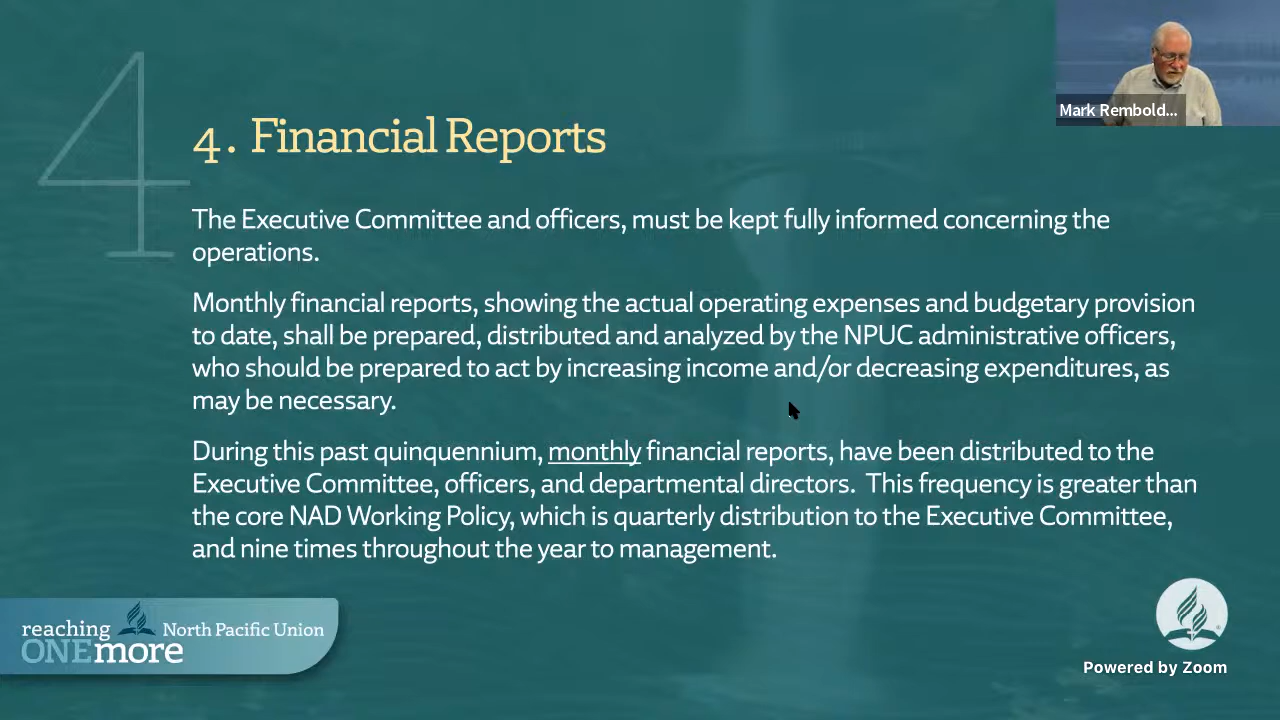 4
Mark Rembold...
4. Financial Reports
The Executive Committee and officers, must be kept fully informed concerning the
operations.
Monthly financial reports, showing the actual operating expenses and budgetary provision
to date, shall be prepared, distributed and analyzed by the NPUC administrative officers,
who should be prepared to act by increasing income and/or decreasing expenditures, as
may be necessary.
During this past quinquennium, monthly financial reports, have been distributed to the
Executive Committee, officers, and departmental directors.  This frequency is greater than
the core NAD Working Policy, which is quarterly distribution to the Executive Committee,
and nine times throughout the year to management.
reaching North Pacific Union
ONEmore
Powered by Zoom